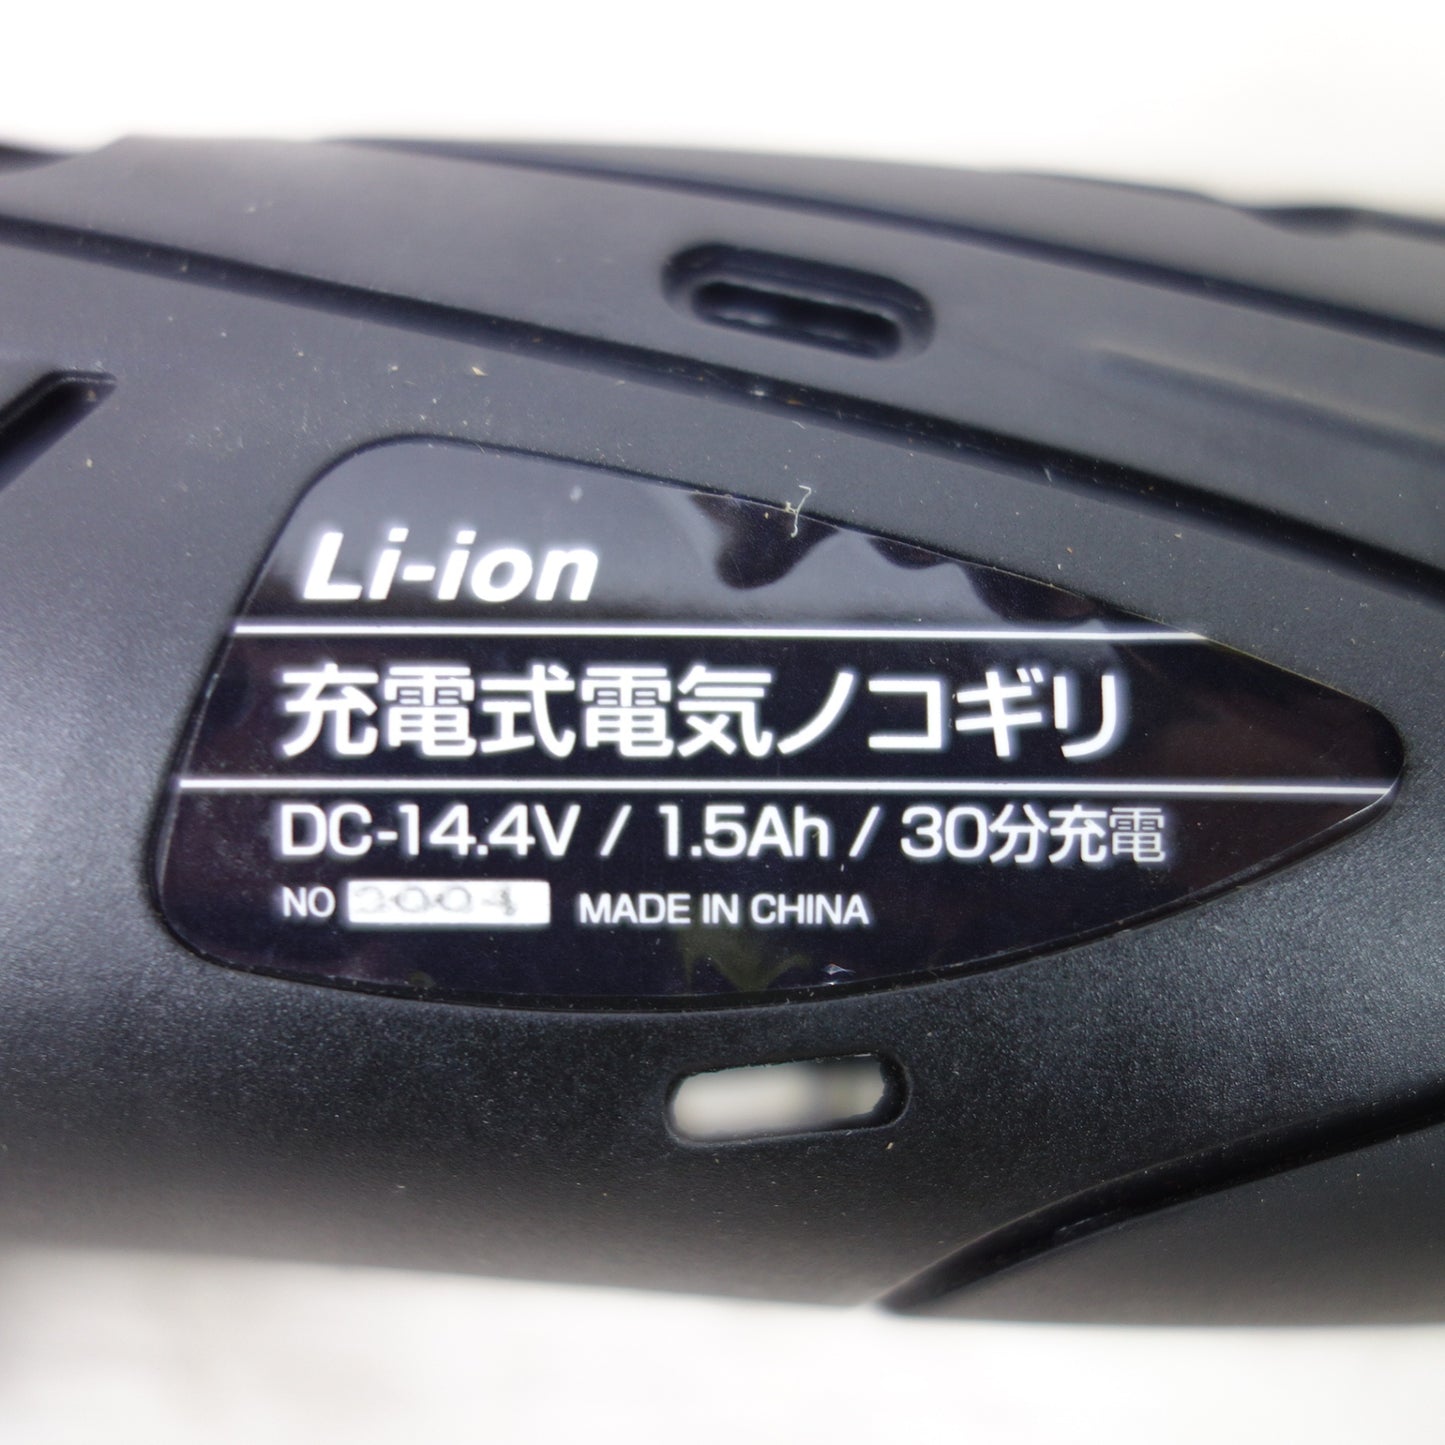 Li-ion
充電式電気ノコギリ
DC-14.4V / 1.5Ah / 30分充電
NO MADE IN CHINA